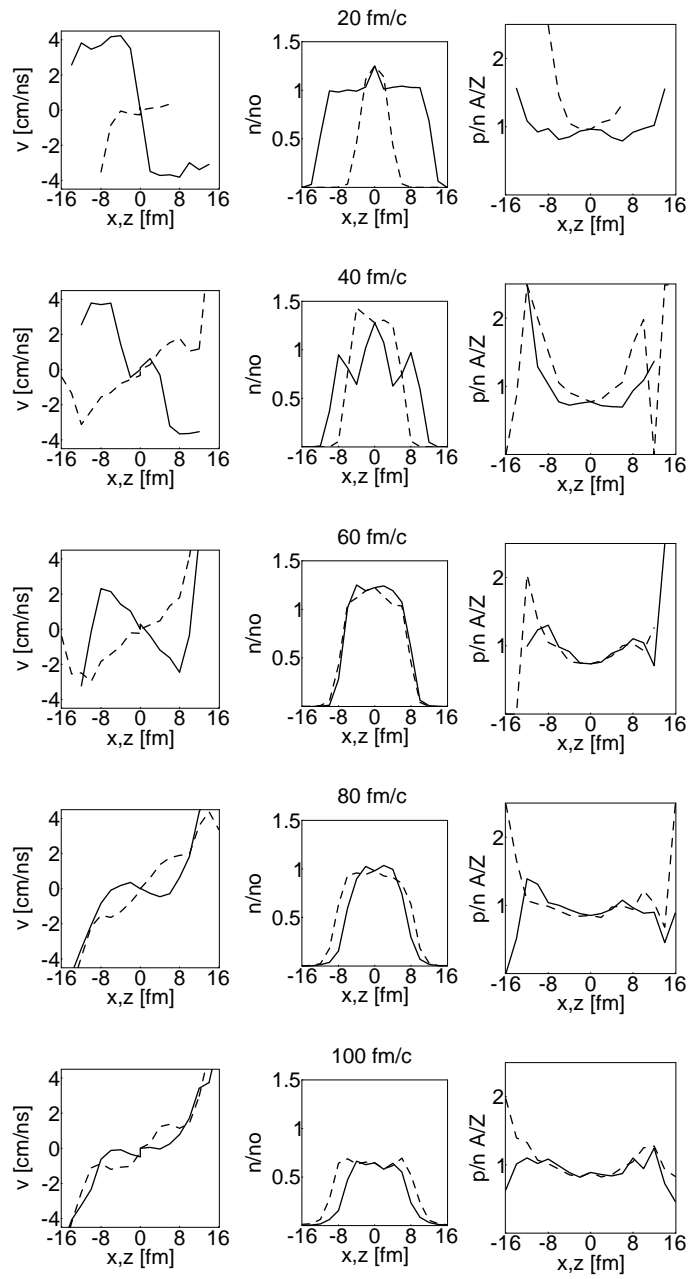 20 fm/c
v [cm/ns]
4
2
0
-2
-4
-16 -8 0 8 16
x,z [fm]
n/no
1.5
1
0.5
-16 -8 0 8 16
x,z [fm]
p/n A/Z
2
1
-16 -8 0 8 16
x,z [fm]
40 fm/c
v [cm/ns]
4
2
0
-2
-4
-16 -8 0 8 16
x,z [fm]
n/no
1.5
1
0.5
-16 -8 0 8 16
x,z [fm]
p/n A/Z
2
1
-16 -8 0 8 16
x,z [fm]
60 fm/c
v [cm/ns]
4
2
0
-2
-4
-16 -8 0 8 16
x,z [fm]
n/no
1.5
1
0.5
-16 -8 0 8 16
x,z [fm]
p/n A/Z
2
1
-16 -8 0 8 16
x,z [fm]
80 fm/c
v [cm/ns]
4
2
0
-2
-4
-16 -8 0 8 16
x,z [fm]
n/no
1.5
1
0.5
-16 -8 0 8 16
x,z [fm]
p/n A/Z
2
1
-16 -8 0 8 16
x,z [fm]
100 fm/c
v [cm/ns]
4
2
0
-2
-4
-16 -8 0 8 16
x,z [fm]
n/no
1.5
1
0.5
-16 -8 0 8 16
x,z [fm]
p/n A/Z
2
1
-16 -8 0 8 16
x,z [fm]